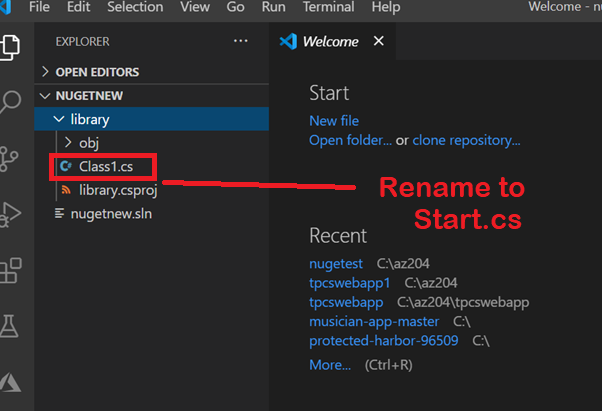 File Edit Selection View Go Run Terminal Help Welcome - nu
EXPLORER ...
Welcome
OPEN EDITORS
NUGETNEW
library
obj
Class1.cs
library.csproj
nugetnew.sln
Start
New file
Open folder... or clone repository...
Rename to
Start.cs
Recent
nugetest C:\az204
tpcswebapp1 C:\az204
tpcswebapp C:\az204\tpcswebapp
musician-app-master C:\
protected-harbor-96509 C:\
More... (Ctrl+R)